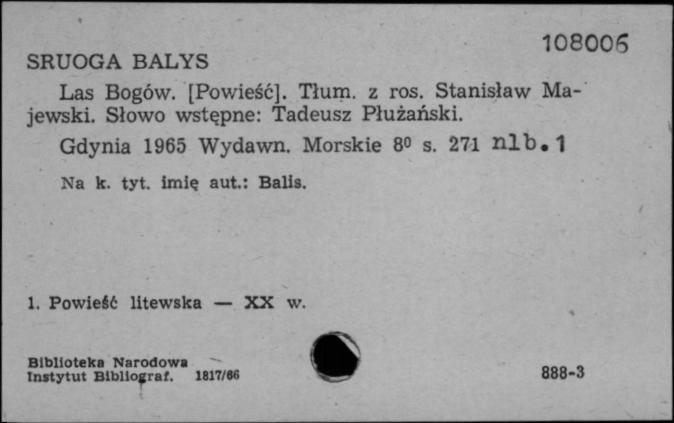 108006
SRUOGA BALYS
Las Bogów. [Powieść]. Tłum. z ros. Stanisław Ma-
jewski. Słowo wstępne: Tadeusz Płużański.
Gdynia 1965 Wydawn. Morskie 8⁰ s. 271 nlb. 1
Na k. tyt. imię aut.: Balis.
1. Powieść litewska — XX w.
Biblioteka Narodowa
Instytut Bibliograf. 1817/66
888-3